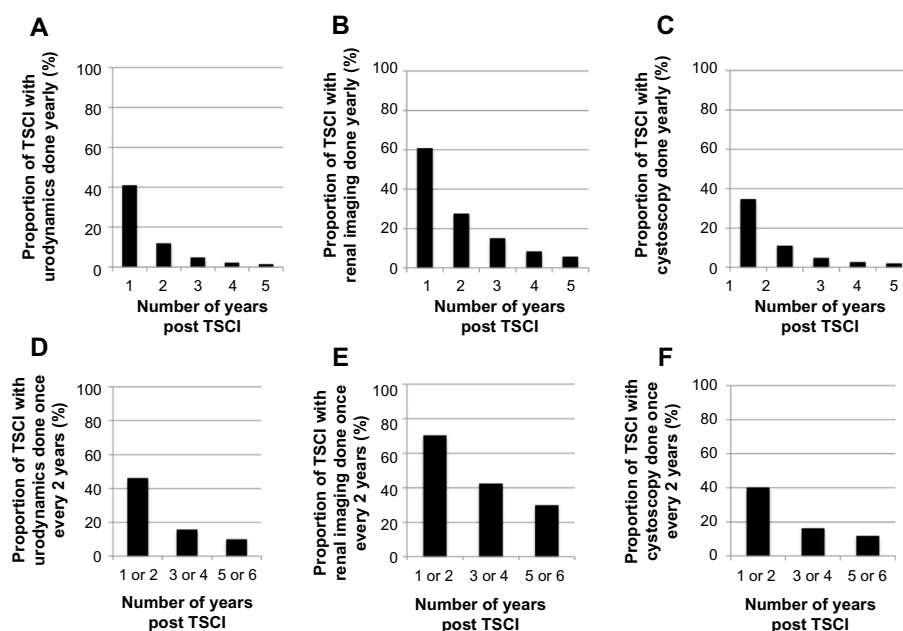 A
Proportion of TSCI with
urodynamics done yearly (%)
100
80
60
40
20
0
1 2 3 4 5
Number of years
post TSCI
B
Proportion of TSCI with
renal imaging done yearly (%)
100
80
60
40
20
0
1 2 3 4 5
Number of years
post TSCI
C
Proportion of TSCI with
cystoscopy done yearly (%)
100
80
60
40
20
0
1 2 3 4 5
Number of years
post TSCI
D
Proportion of TSCI with
urodynamics done once
every 2 years (%)
100
80
60
40
20
0
1 or 2 3 or 4 5 or 6
Number of years
post TSCI
E
Proportion of TSCI with
renal imaging done once
every 2 years (%)
100
80
60
40
20
0
1 or 2 3 or 4 5 or 6
Number of years
post TSCI
F
Proportion of TSCI with
cystoscopy done once
every 2 years (%)
100
80
60
40
20
0
1 or 2 3 or 4 5 or 6
Number of years
post TSCI